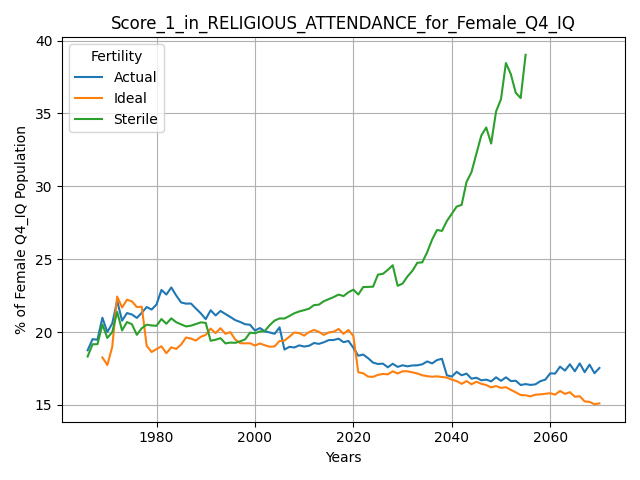 Score_1_in_RELIGIOUS_ATTENDANCE_for_Female_Q4_IQ
Fertility
Actual
Ideal
Sterile
% of Female Q4_IQ Population
40
35
30
25
20
15
1980
2000
2020
2040
2060
Years